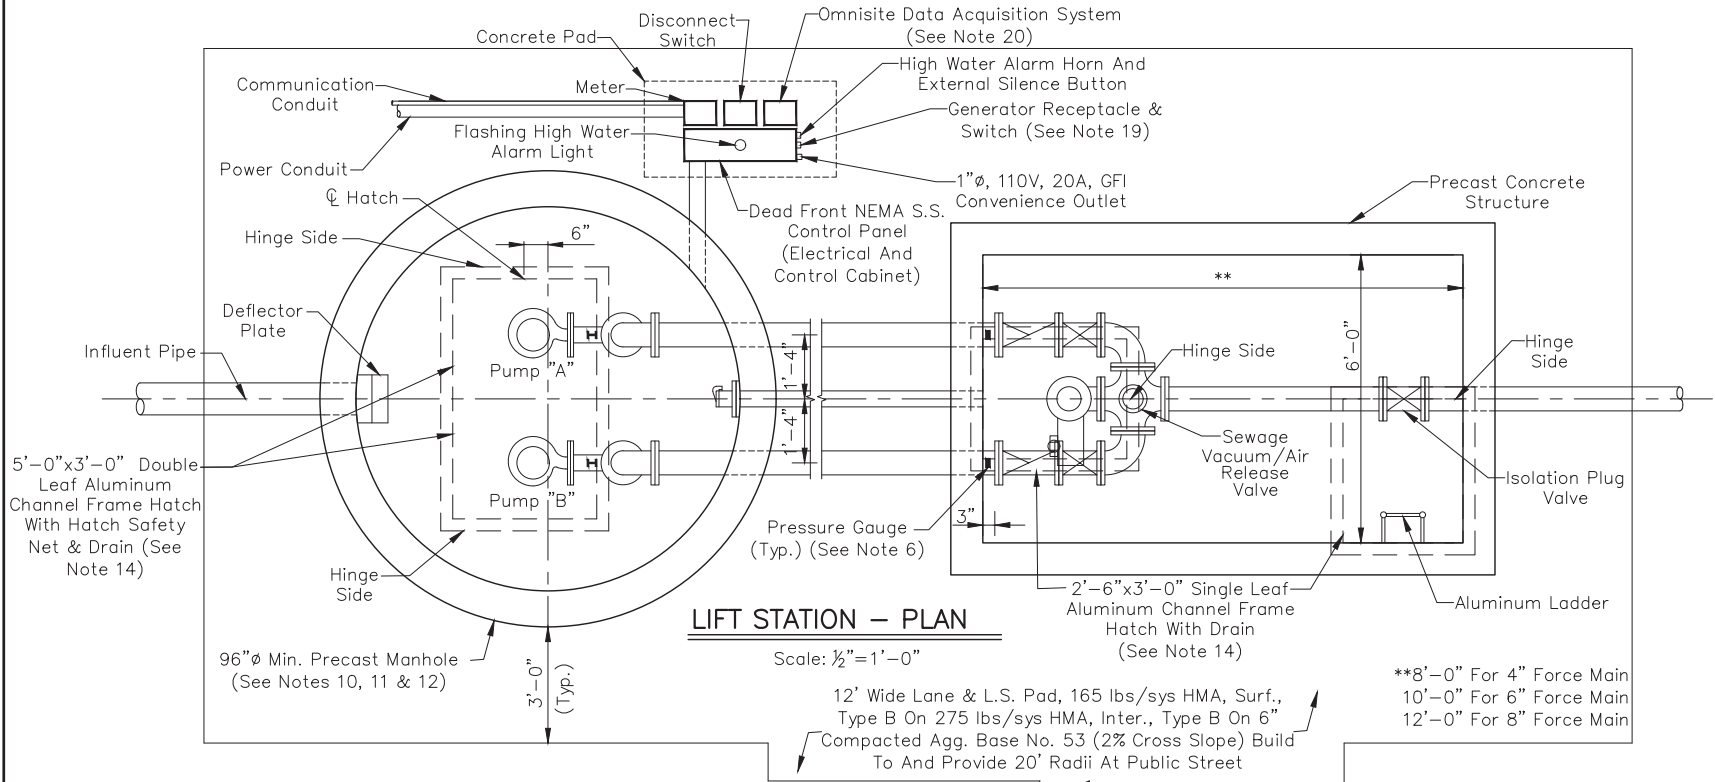 Disconnect
Switch
Omnisite Data Acquisition System
(See Note 20)
Concrete Pad
High Water Alarm Horn And
External Silence Button
Communication
Conduit
Meter
Generator Receptacle &
Switch (See Note 19)
Flashing High Water
Alarm Light
Power Conduit
1"ø, 110V, 20A, GFI
Convenience Outlet
Precast Concrete
Structure
℄ Hatch
Dead Front NEMA S.S.
Control Panel
(Electrical And
Control Cabinet)
Hinge Side
6"
**
Deflector
Plate
Influent Pipe
Pump "A"
1'-4"
Hinge Side
6'-0"
Hinge
Side
1'-4"
5'-0"x3'-0" Double
Leaf Aluminum
Channel Frame Hatch
With Hatch Safety
Net & Drain (See
Note 14)
Pump "B"
Sewage
Vacuum/Air
Release
Valve
Isolation Plug
Valve
Pressure Gauge
(Typ.) (See Note 6)
3"
Hinge
Side
2'-6"x3'-0" Single Leaf
Aluminum Channel Frame
Hatch With Drain
(See Note 14)
Aluminum Ladder
LIFT STATION - PLAN
Scale: ½"=1'-0"
96"ø Min. Precast Manhole
(See Notes 10, 11 & 12)
3'-0"
(Typ.)
12' Wide Lane & L.S. Pad, 165 lbs/sys HMA, Surf.,
Type B On 275 lbs/sys HMA, Inter., Type B On 6"
Compacted Agg. Base No. 53 (2% Cross Slope) Build
To And Provide 20' Radii At Public Street
**8'-0" For 4" Force Main
10'-0" For 6" Force Main
12'-0" For 8" Force Main